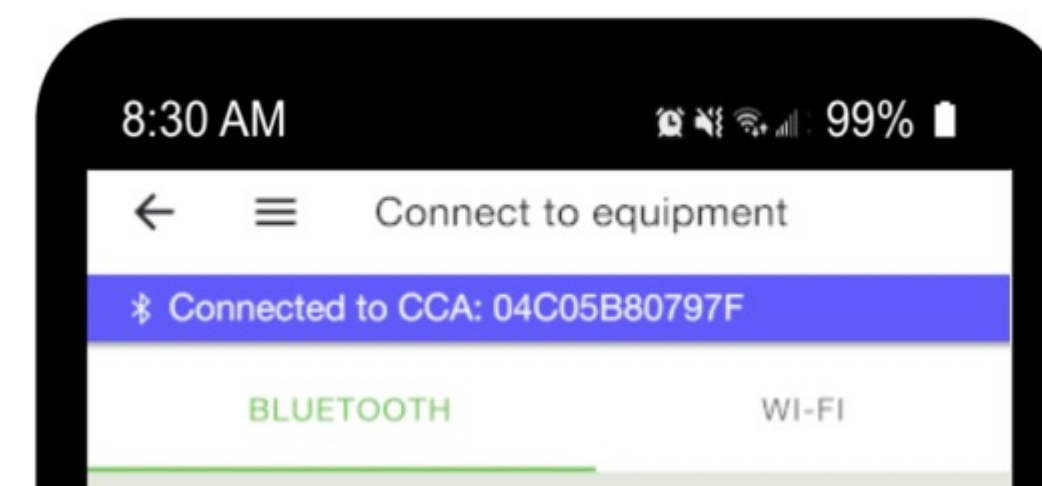 8:30 AM 99%
Connect to equipment
Connected to CCA: 04C05B80797F
BLUETOOTH WI-FI